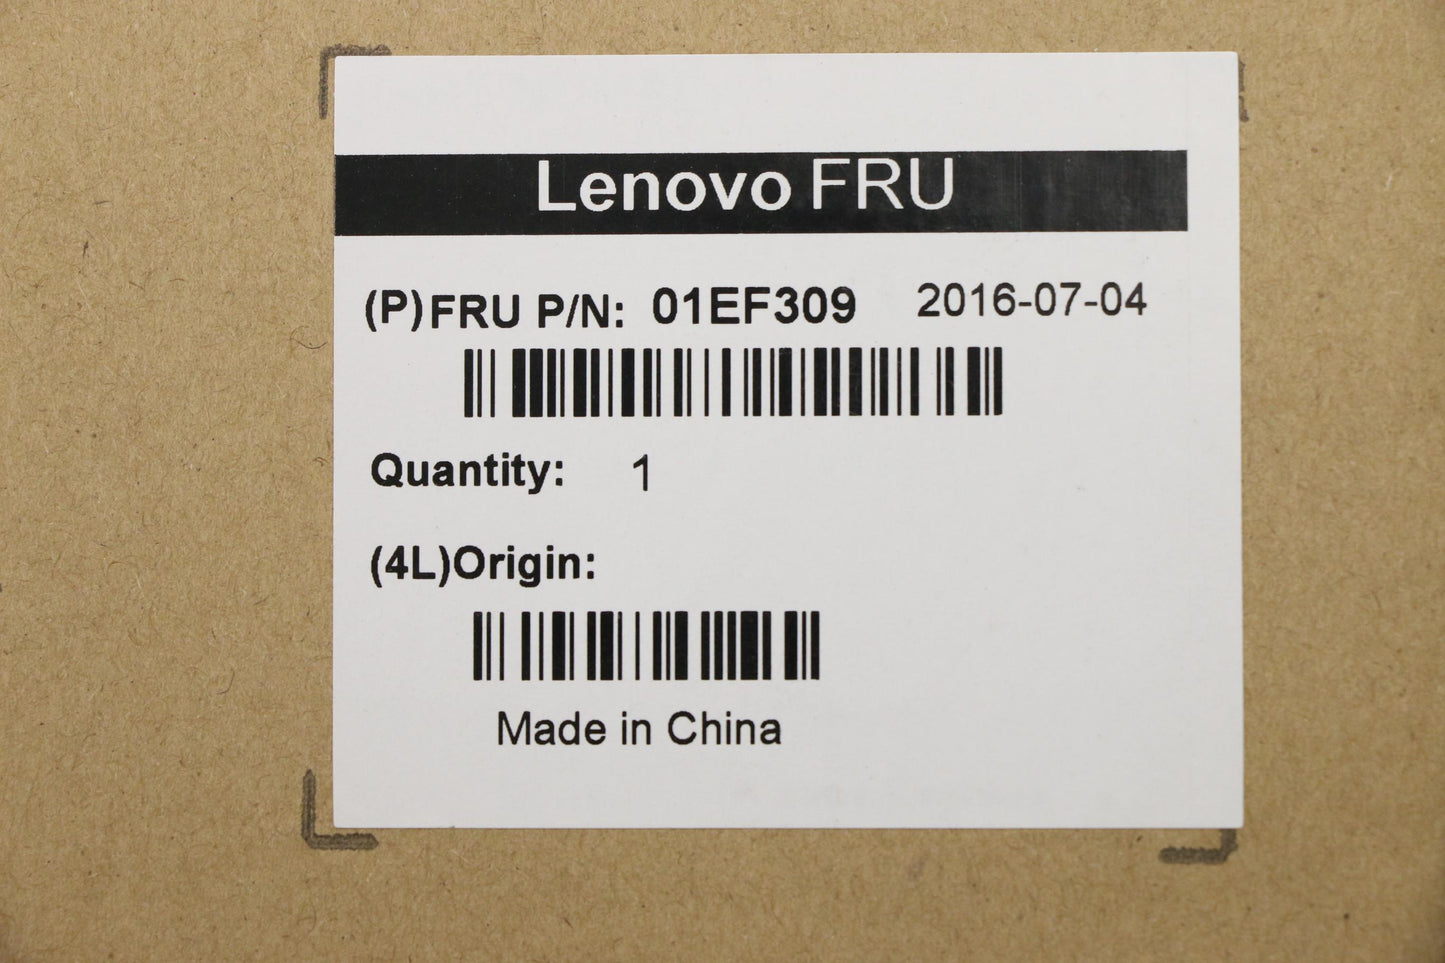 Lenovo FRU
(P)FRU P/N: 01EF309 2016-07-04
Quantity: 1
(4L)Origin:
Made in China